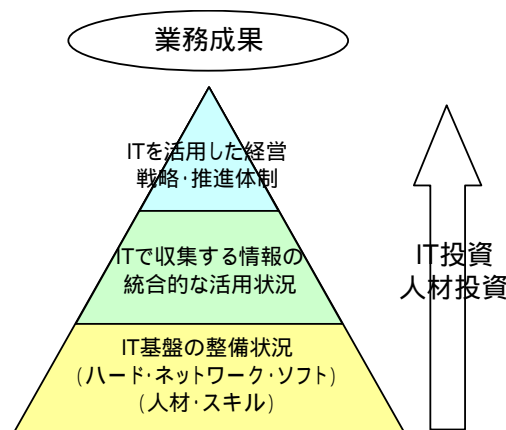 業務成果
ITを活用した経営
戦略・推進体制
ITで収集する情報の
統合的な活用状況
IT基盤の整備状況
(ハード・ネットワーク・ソフト)
(人材・スキル)
IT投資
人材投資